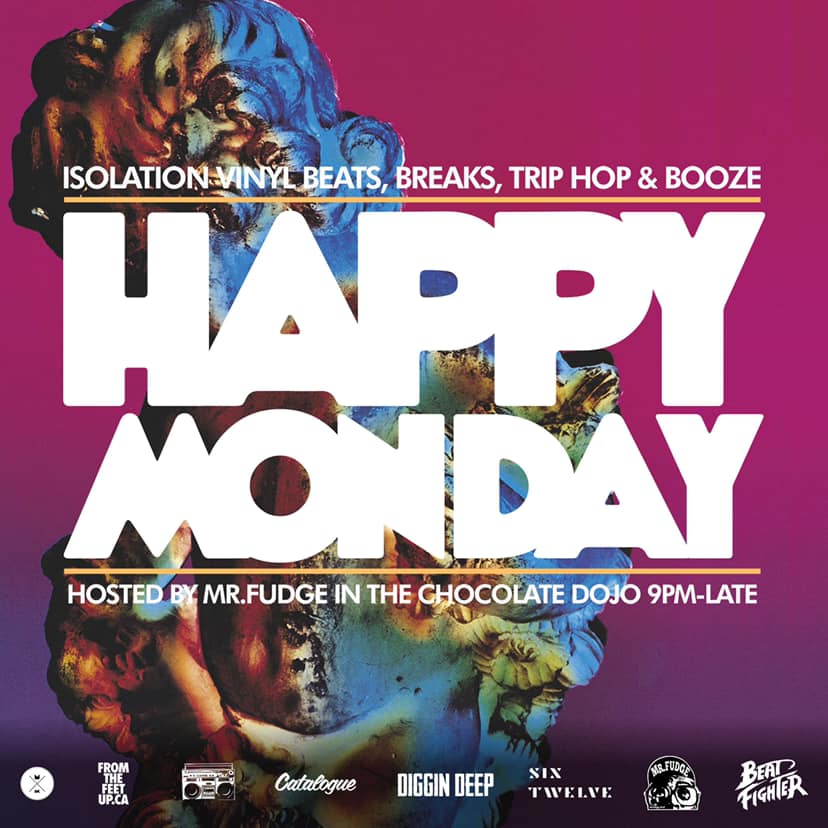 ISOLATION VINYL BEATS, BREAKS, TRIP HOP & BOOZE
HAPPY
MONDAY
HOSTED BY MR.FUDGE IN THE CHOCOLATE DOJO 9PM-LATE
FROM
THE
FEET
UP.CA
Catalogue
DIGGIN DEEP
SIX
TWELVE
MR.FUDGE
BEAT
FIGHTER